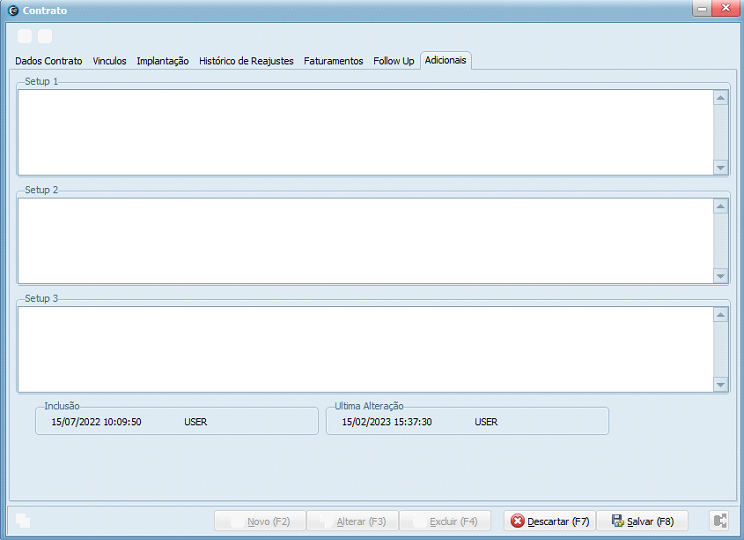 Contrato
Dados Contrato Vinculos Implantação Histórico de Reajustes Faturamentos Follow Up Adicionais
Setup 1
Setup 2
Setup 3
Inclusão Ultima Alteração
15/07/2022 10:09:50 USER 15/02/2023 15:37:30 USER
Novo (F2) Alterar (F3) Excluir (F4) Descartar (F7) Salvar (F8)